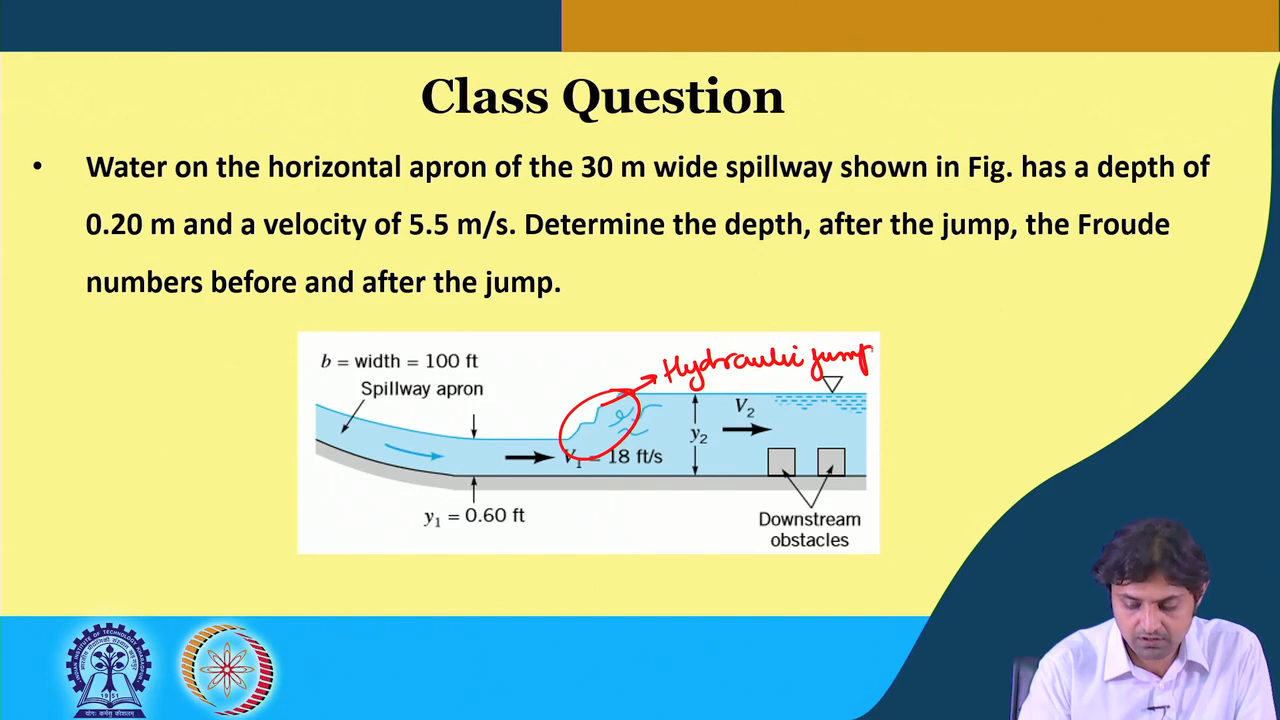 Class Question
• Water on the horizontal apron of the 30 m wide spillway shown in Fig. has a depth of
0.20 m and a velocity of 5.5 m/s. Determine the depth, after the jump, the Froude
numbers before and after the jump.
b = width = 100 ft
Spillway apron
Hydraulic jump
V2
y2
V1 = 18 ft/s
y1 = 0.60 ft
Downstream
obstacles
1951